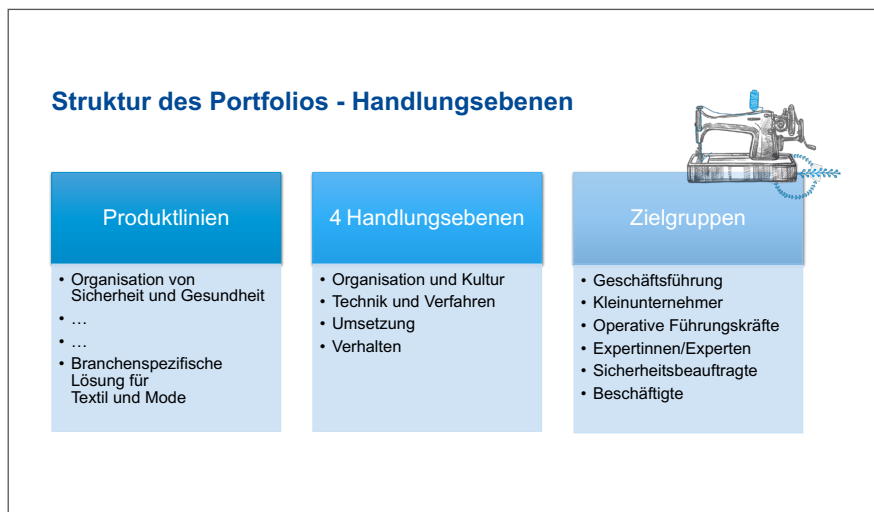 Struktur des Portfolios - Handlungsebenen
Produktlinien
• Organisation von
Sicherheit und Gesundheit
• …
• …
• Branchenspezifische
Lösung für
Textil und Mode
4 Handlungsebenen
• Organisation und Kultur
• Technik und Verfahren
• Umsetzung
• Verhalten
Zielgruppen
• Geschäftsführung
• Kleinunternehmer
• Operative Führungskräfte
• Expertinnen/Experten
• Sicherheitsbeauftragte
• Beschäftigte